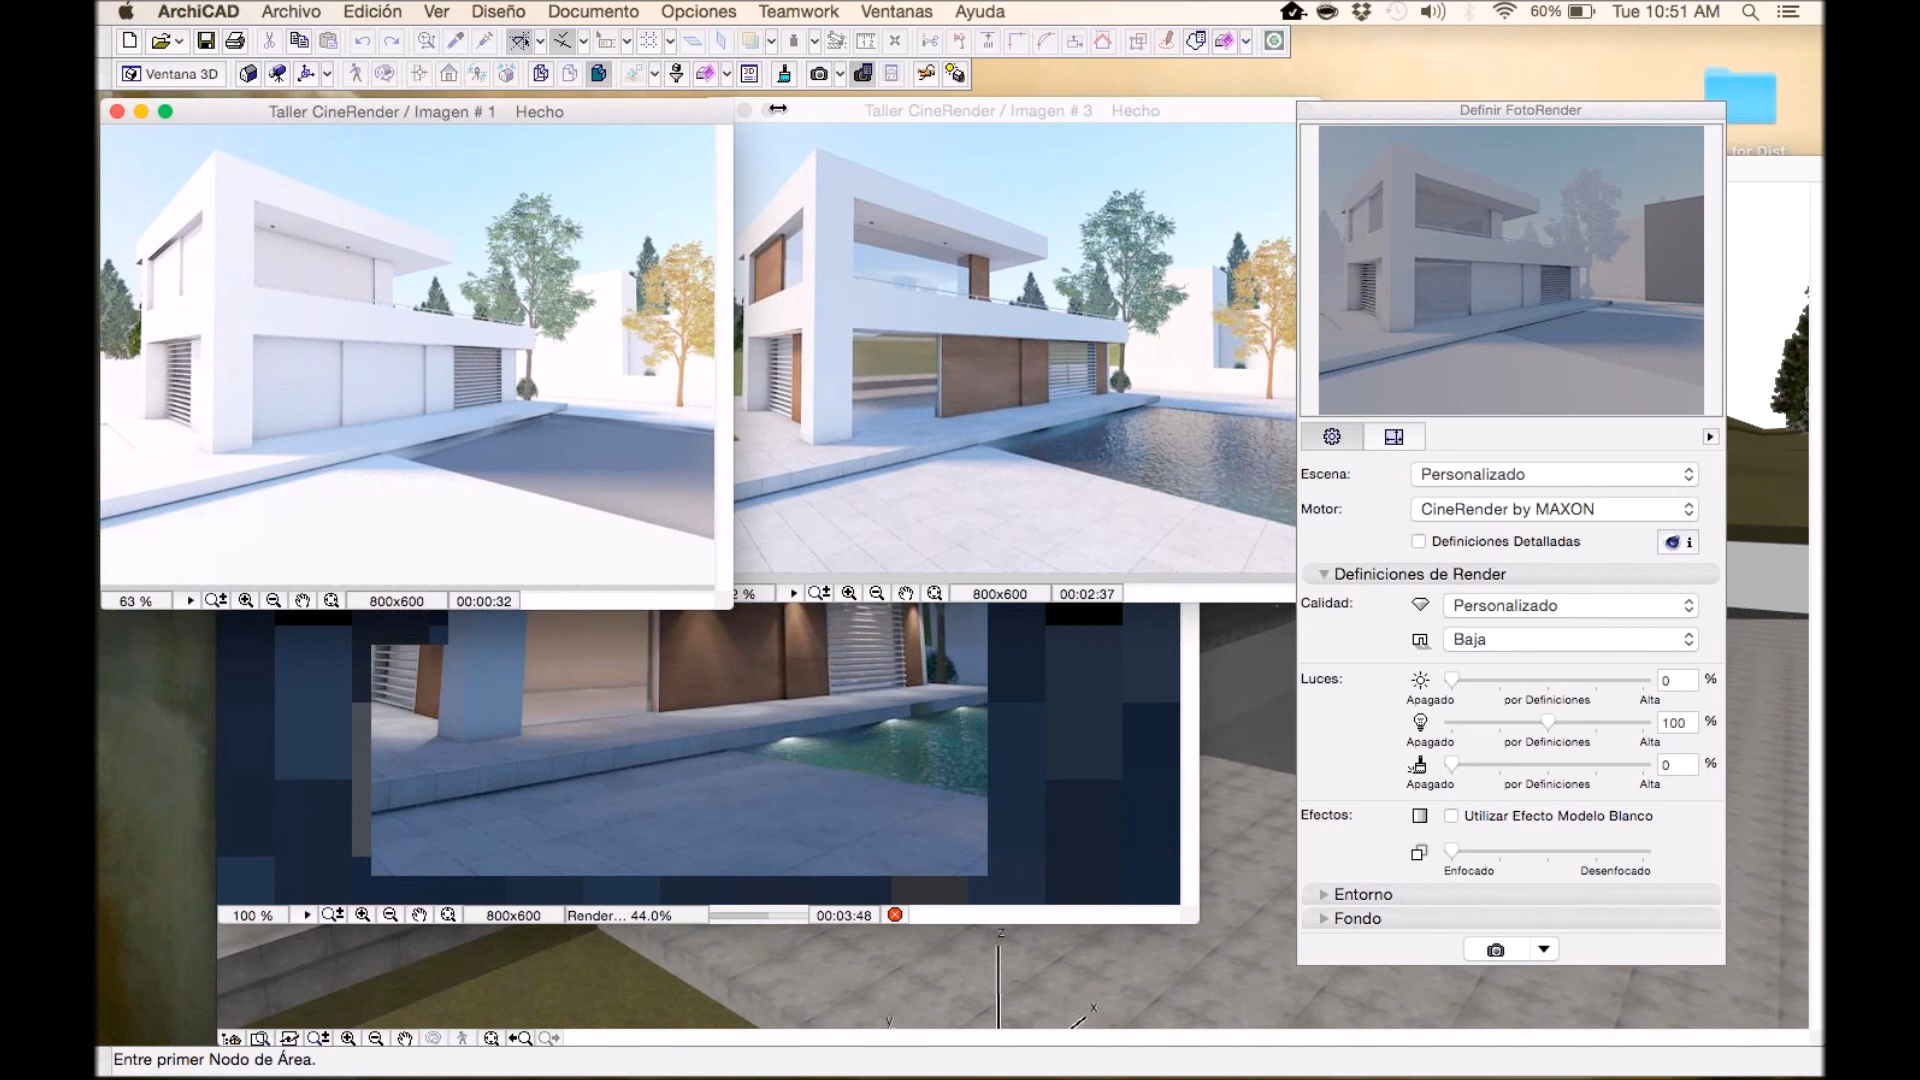 ArchiCAD Archivo Edición Ver Diseño Documento Opciones Teamwork Ventanas Ayuda 60% Tue 10:51 AM
Ventana 3D
Taller CineRender / Imagen # 1 Hecho
Taller CineRender / Imagen # 3 Hecho
Definir FotoRender
for Dist
Escena: Personalizado
Motor: CineRender by MAXON
Definiciones Detalladas
Definiciones de Render
Calidad: Personalizado
Baja
Luces: 0 %
Apagado por Definiciones Alta
100 %
Apagado por Definiciones Alta
0 %
Apagado por Definiciones Alta
Efectos: Utilizar Efecto Modelo Blanco
Enfocado Desenfocado
Entorno
Fondo
63 % 800x600 00:00:32
2 % 800x600 00:02:37
100 % 800x600 Render... 44.0% 00:03:48
z
x
y
Entre primer Nodo de Área.